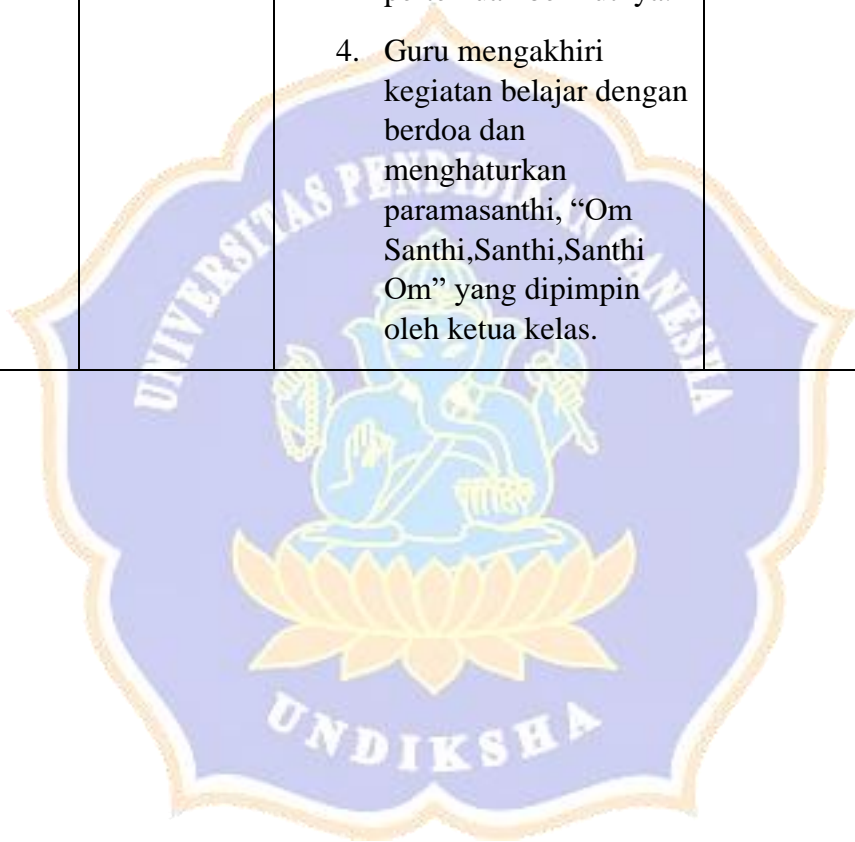 4. Guru mengakhiri
kegiatan belajar dengan
berdoa dan
menghaturkan
paramasanthi, “Om
Santhi,Santhi,Santhi
Om” yang dipimpin
oleh ketua kelas.
UNIVERSITAS PENDIDIKAN GANESHA
UNDIKSHA